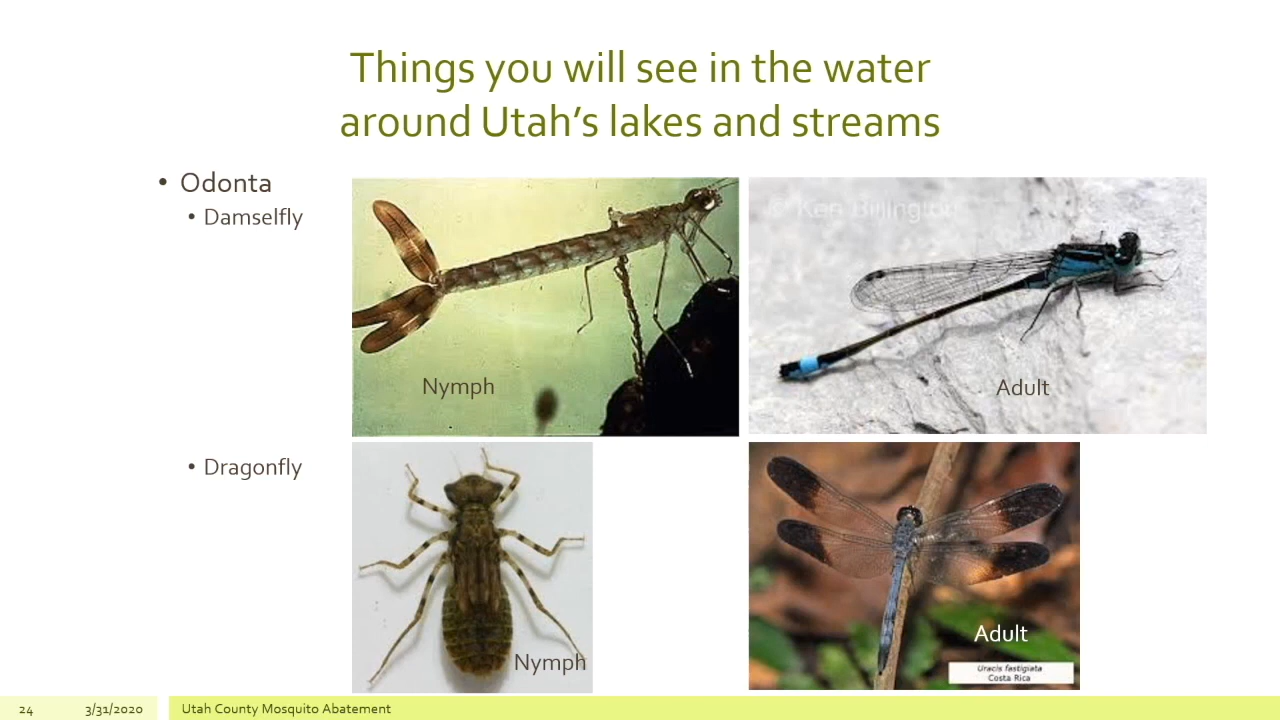 Things you will see in the water
around Utah’s lakes and streams
• Odonta
• Damselfly
© Ken Billington
Nymph
Adult
• Dragonfly
Nymph
Adult
Uracis fastigiata
Costa Rica
24
3/31/2020
Utah County Mosquito Abatement